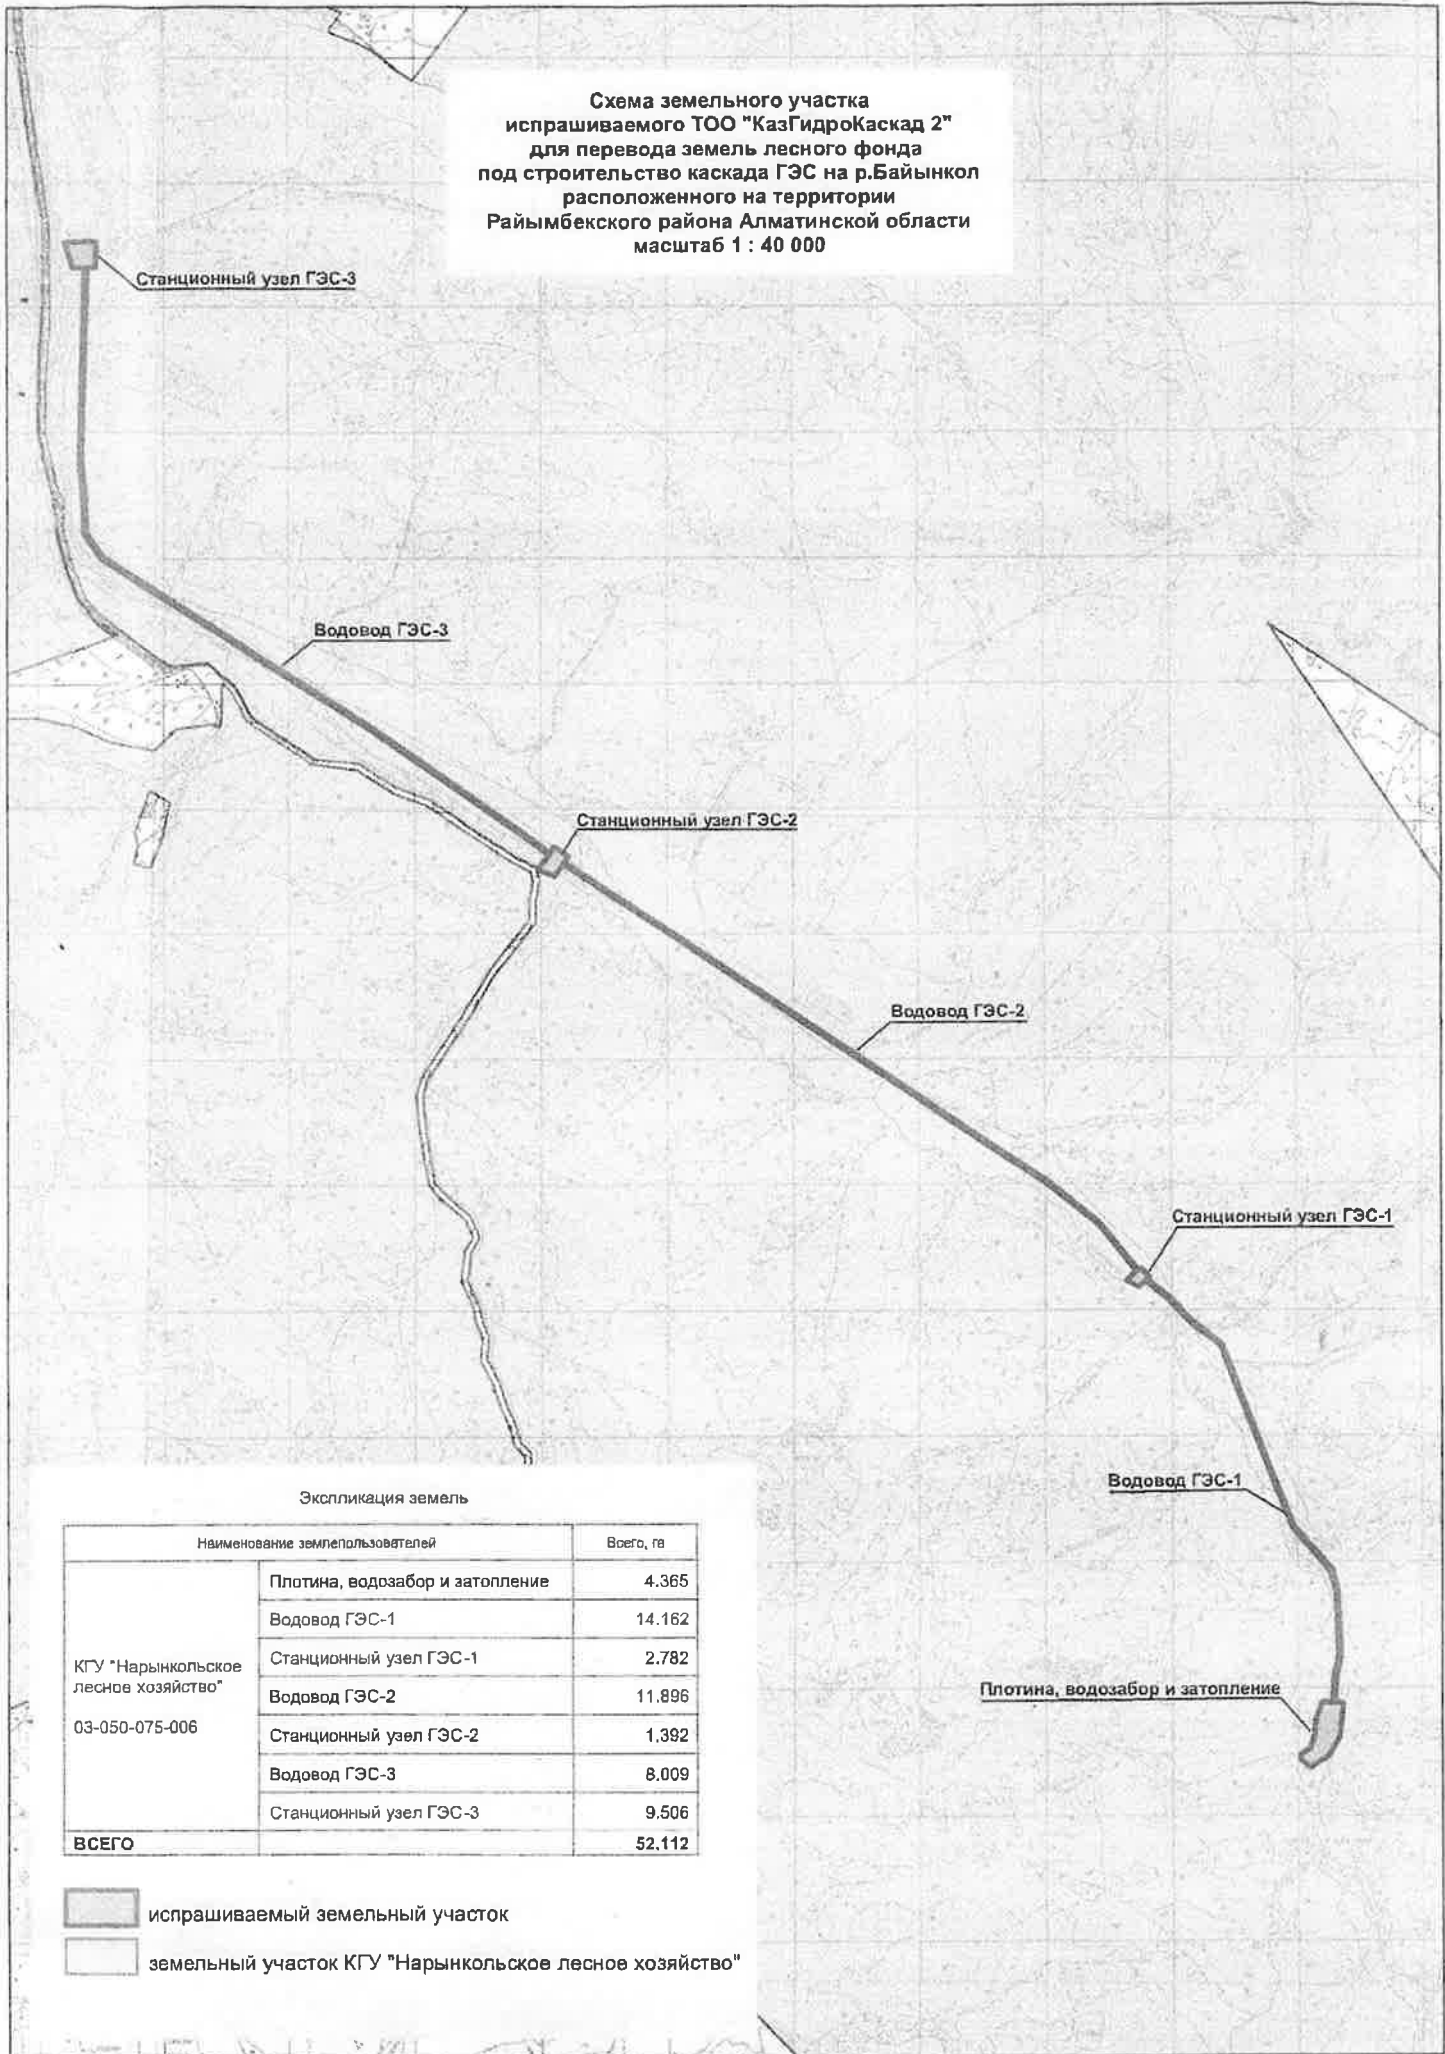 Схема земельного участка
испрашиваемого ТОО "КазГидроКаскад 2"
для перевода земель лесного фонда
под строительство каскада ГЭС на р.Байынкол
расположенного на территории
Райымбекского района Алматинской области
масштаб 1 : 40 000
Станционный узел ГЭС-3
Водовод ГЭС-3
Станционный узел ГЭС-2
Водовод ГЭС-2
Станционный узел ГЭС-1
Водовод ГЭС-1
Плотина, водозабор и затопление
Экспликация земель
Наименование землепользователей Всего, га
КГУ "Нарынкольское
лесное хозяйство"
03-050-075-006
Плотина, водозабор и затопление 4.365
Водовод ГЭС-1 14.162
Станционный узел ГЭС-1 2.782
Водовод ГЭС-2 11.896
Станционный узел ГЭС-2 1.392
Водовод ГЭС-3 8.009
Станционный узел ГЭС-3 9.506
ВСЕГО 52.112
испрашиваемый земельный участок
земельный участок КГУ "Нарынкольское лесное хозяйство"